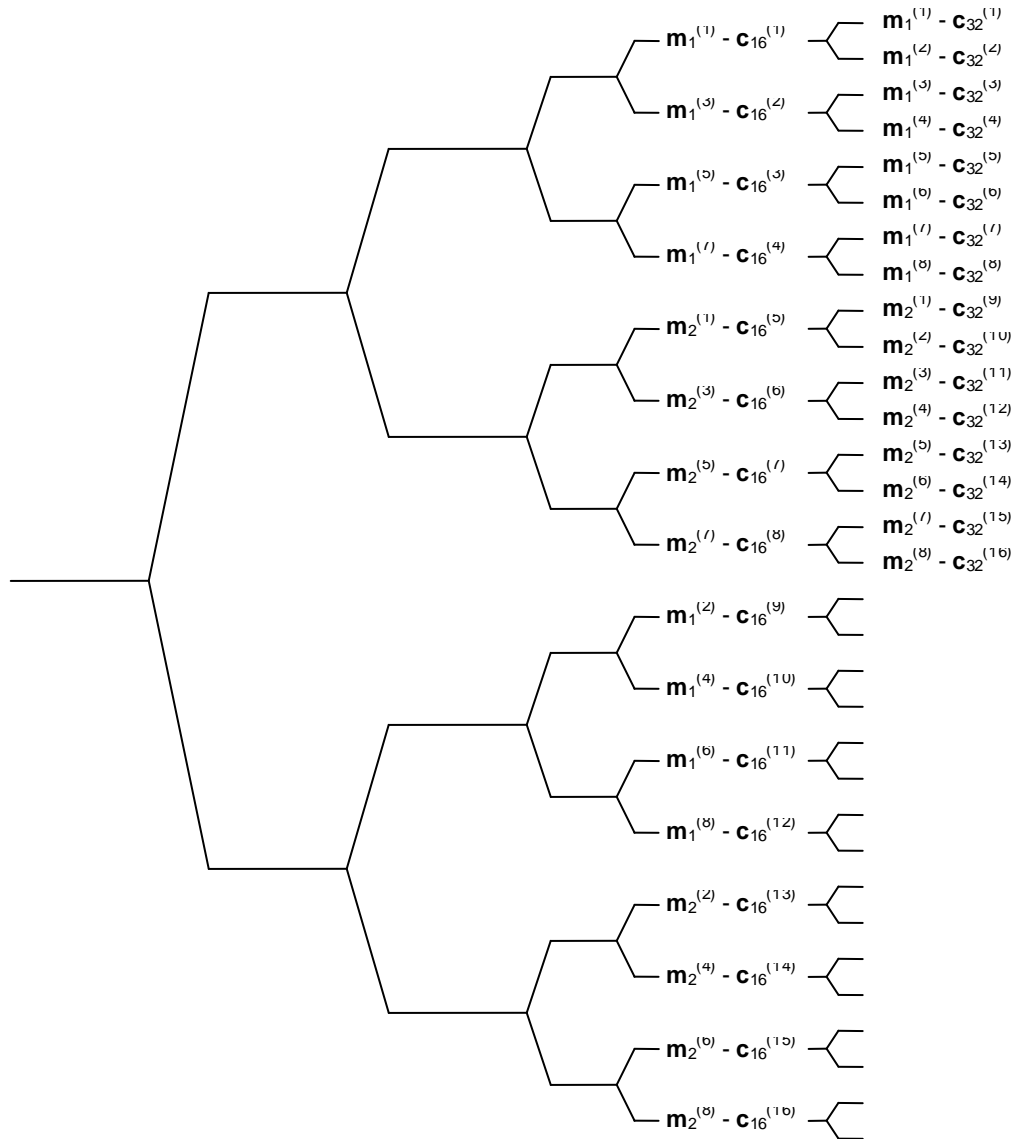 m₁⁽¹⁾ - c₁₆⁽¹⁾
m₁⁽³⁾ - c₁₆⁽²⁾
m₁⁽⁵⁾ - c₁₆⁽³⁾
m₁⁽⁷⁾ - c₁₆⁽⁴⁾
m₂⁽¹⁾ - c₁₆⁽⁵⁾
m₂⁽³⁾ - c₁₆⁽⁶⁾
m₂⁽⁵⁾ - c₁₆⁽⁷⁾
m₂⁽⁷⁾ - c₁₆⁽⁸⁾
m₁⁽²⁾ - c₁₆⁽⁹⁾
m₁⁽⁴⁾ - c₁₆⁽¹⁰⁾
m₁⁽⁶⁾ - c₁₆⁽¹¹⁾
m₁⁽⁸⁾ - c₁₆⁽¹²⁾
m₂⁽²⁾ - c₁₆⁽¹³⁾
m₂⁽⁴⁾ - c₁₆⁽¹⁴⁾
m₂⁽⁶⁾ - c₁₆⁽¹⁵⁾
m₂⁽⁸⁾ - c₁₆⁽¹⁶⁾
m₁⁽¹⁾ - c₃₂⁽¹⁾
m₁⁽²⁾ - c₃₂⁽²⁾
m₁⁽³⁾ - c₃₂⁽³⁾
m₁⁽⁴⁾ - c₃₂⁽⁴⁾
m₁⁽⁵⁾ - c₃₂⁽⁵⁾
m₁⁽⁶⁾ - c₃₂⁽⁶⁾
m₁⁽⁷⁾ - c₃₂⁽⁷⁾
m₁⁽⁸⁾ - c₃₂⁽⁸⁾
m₂⁽¹⁾ - c₃₂⁽⁹⁾
m₂⁽²⁾ - c₃₂⁽¹⁰⁾
m₂⁽³⁾ - c₃₂⁽¹¹⁾
m₂⁽⁴⁾ - c₃₂⁽¹²⁾
m₂⁽⁵⁾ - c₃₂⁽¹³⁾
m₂⁽⁶⁾ - c₃₂⁽¹⁴⁾
m₂⁽⁷⁾ - c₃₂⁽¹⁵⁾
m₂⁽⁸⁾ - c₃₂⁽¹⁶⁾